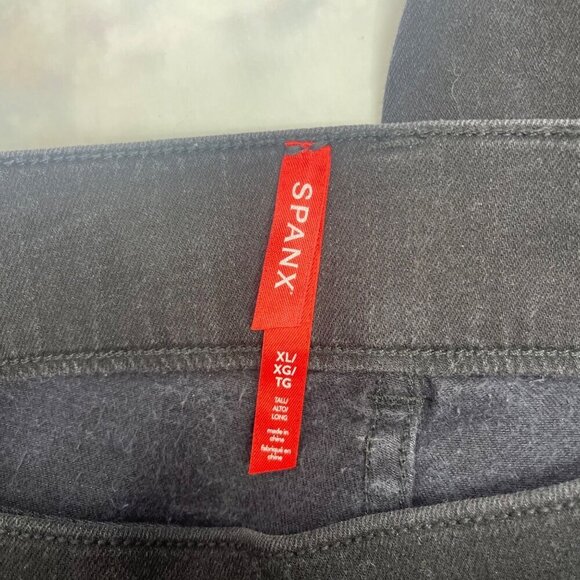 SPANX
XL/
XG/
TG
TALL/
ALTO/
LONG
made in
china
fabriqué en
chine